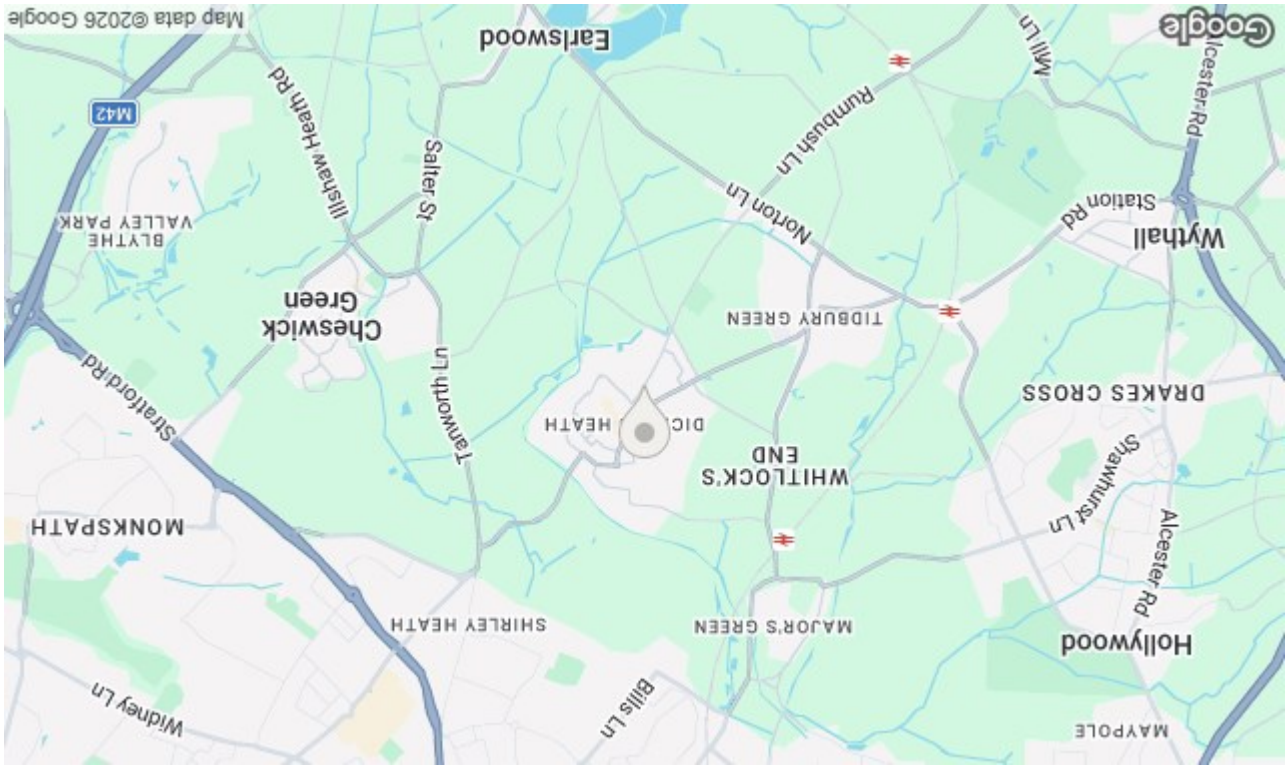 MAYPOLE
Widney Ln
Bills Ln
Hollywood
MAJOR'S GREEN
SHIRLEY HEATH
Alcester Rd
Shawhurst Ln
MONKSPATH
WHITLOCK'S
END
Tanworth Ln
Stratford Rd
DRAKES CROSS
HEATH
TIDBURY GREEN
Cheswick
Green
Wythall
Station Rd
Norton Ln
BLYTHE
VALLEY PARK
Salter St
Illshaw Heath Rd
Rumbush Ln
M42
Alcester Rd
Mill Ln
Earlswood
Google
Map data ©2026 Google